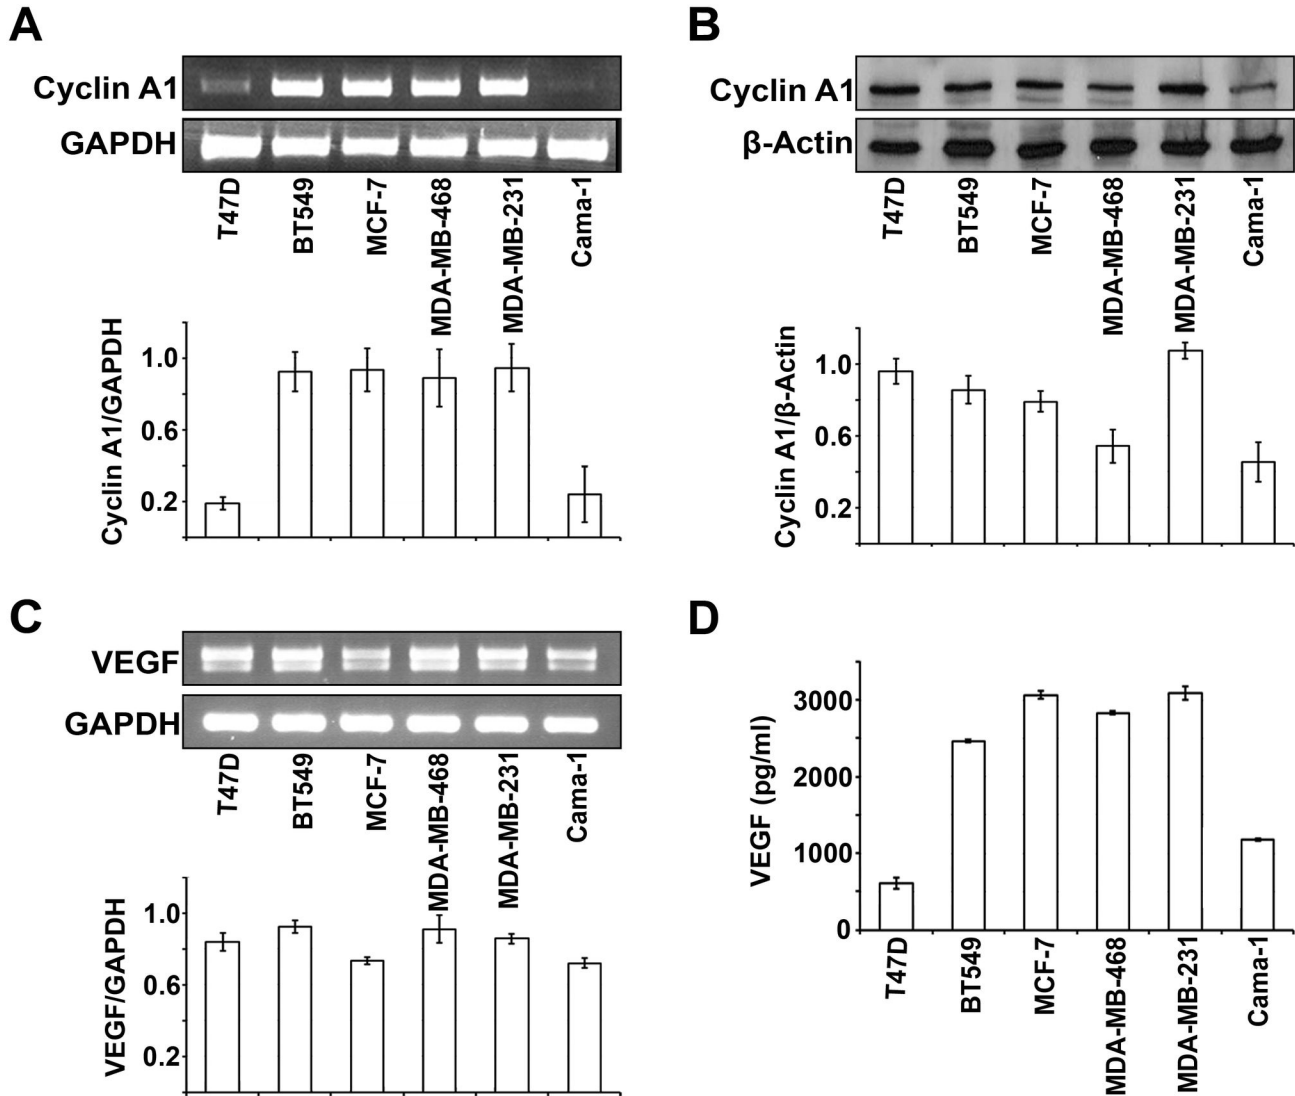 A
Cyclin A1
GAPDH
T47D
BT549
MCF-7
MDA-MB-468
MDA-MB-231
Cama-1
Cyclin A1/GAPDH
1.0
0.6
0.2
B
Cyclin A1
β-Actin
T47D
BT549
MCF-7
MDA-MB-468
MDA-MB-231
Cama-1
Cyclin A1/β-Actin
1.0
0.6
0.2
C
VEGF
GAPDH
T47D
BT549
MCF-7
MDA-MB-468
MDA-MB-231
Cama-1
VEGF/GAPDH
1.0
0.6
0.2
D
VEGF (pg/ml)
3000
2000
1000
0
T47D
BT549
MCF-7
MDA-MB-468
MDA-MB-231
Cama-1